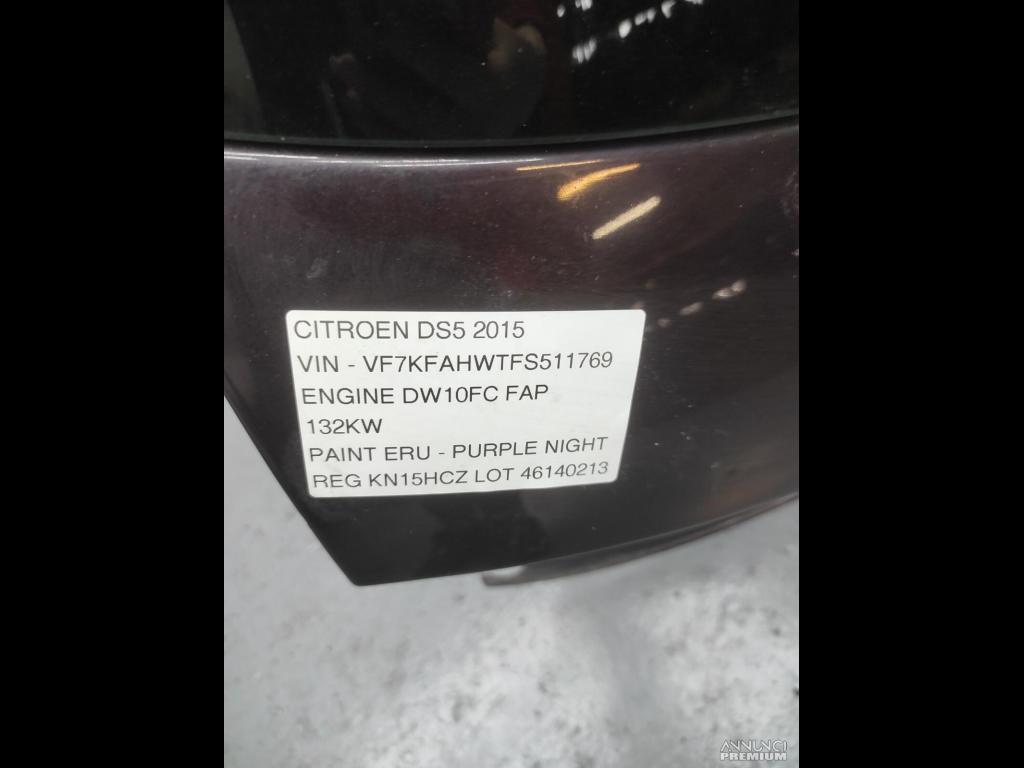 CITROEN DS5 2015
VIN - VF7KFAHWTFS511769
ENGINE DW10FC FAP
132KW
PAINT ERU - PURPLE NIGHT
REG KN15HCZ LOT 46140213
ANNUNCI
PREMIUM